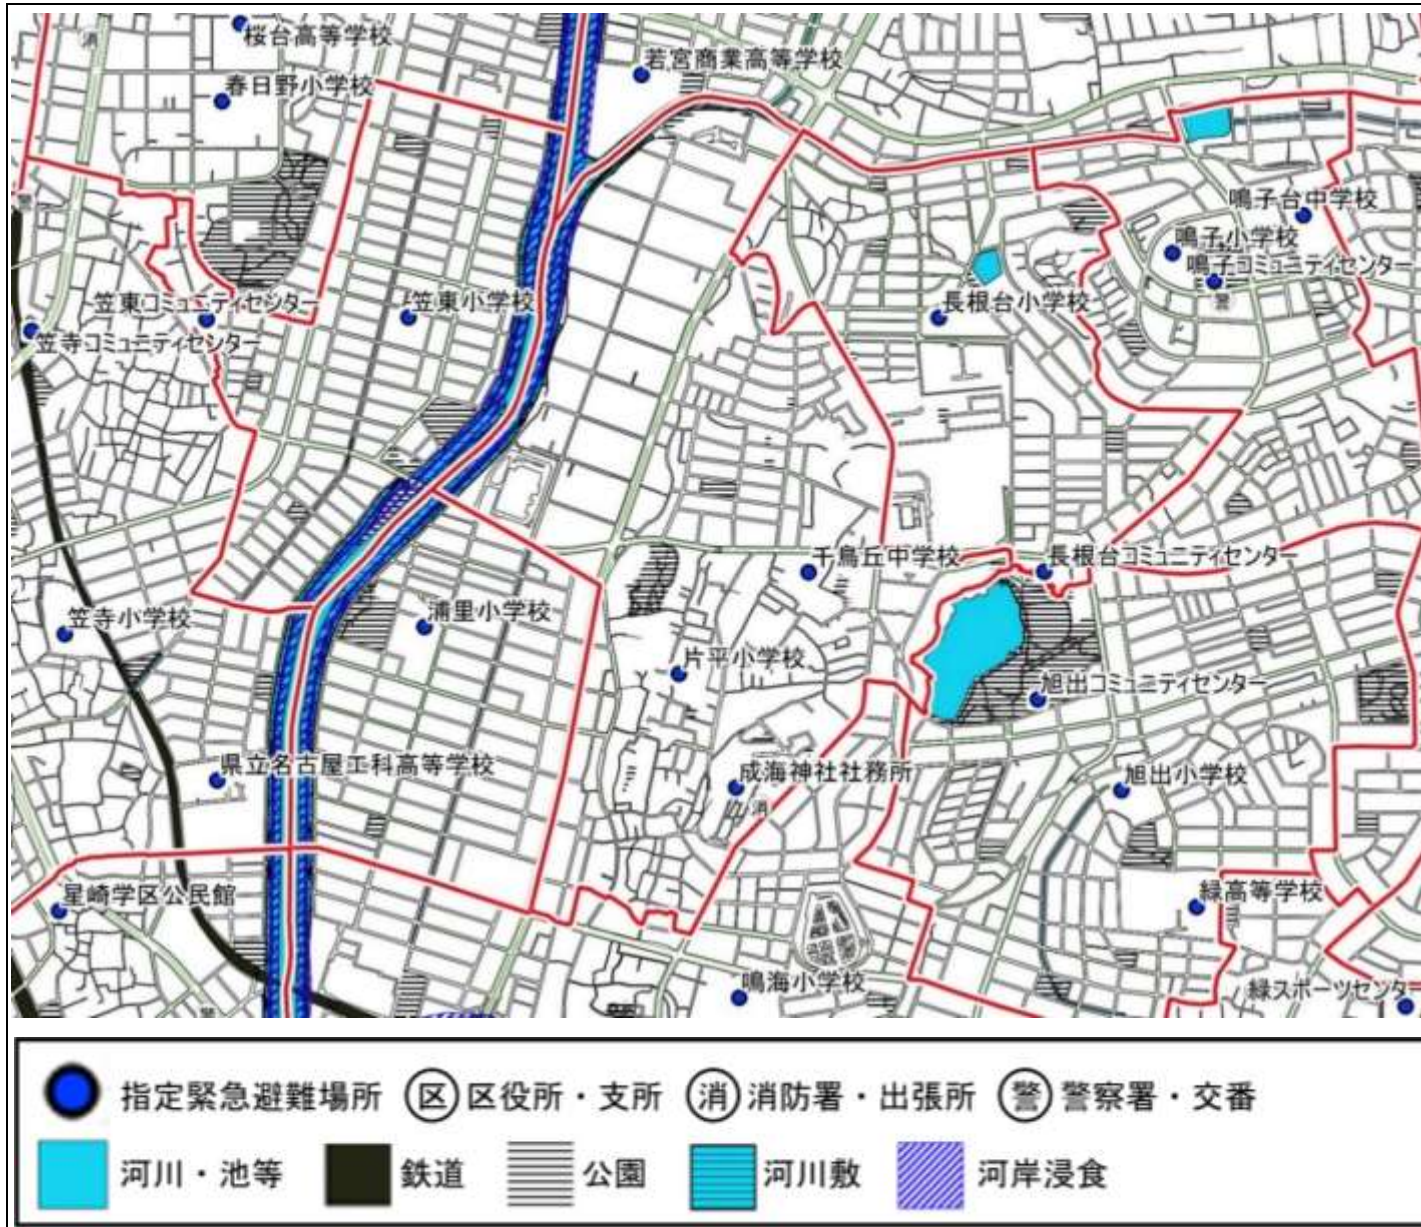 消
桜台高等学校
若宮商業高等学校
春日野小学校
警
鳴子台中学校
鳴子小学校
鳴子コミュニティセンター
警
笠東コミュニティセンター
笠東小学校
長根台小学校
笠寺コミュニティセンター
千鳥丘中学校
長根台コミュニティセンター
笠寺小学校
浦里小学校
片平小学校
旭出コミュニティセンター
県立名古屋工科高等学校
成海神社社務所
旭出小学校
消
星崎学区公民館
緑高等学校
鳴海小学校
緑スポーツセンター
警
指定緊急避難場所 区 区役所・支所 消 消防署・出張所 警 警察署・交番
河川・池等 鉄道 公園 河川敷 河岸浸食